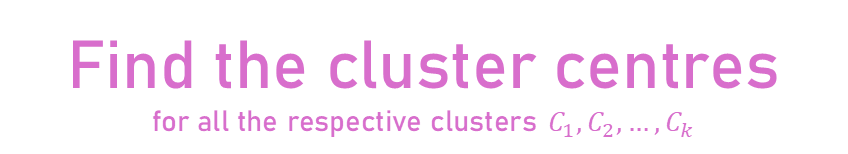 Find the cluster centres
for all the respective clusters C₁, C₂, … , Cₖ